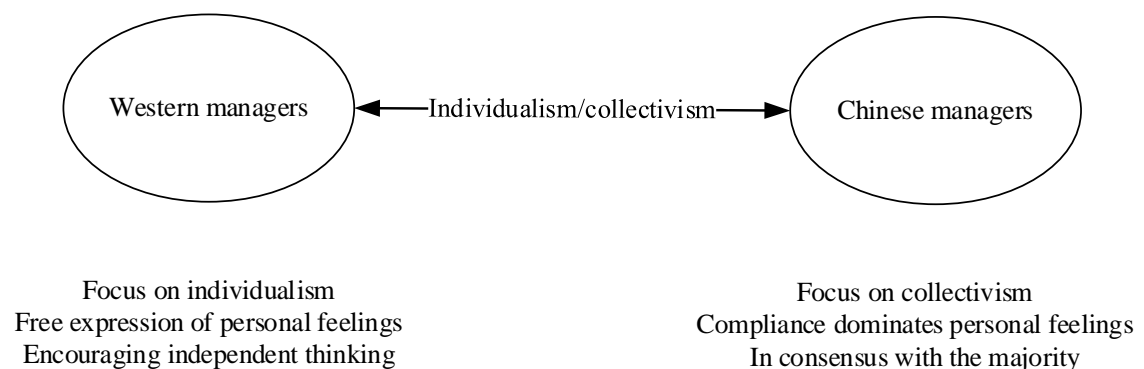 Western managers
Individualism/collectivism
Chinese managers
Focus on individualism
Free expression of personal feelings
Encouraging independent thinking
Focus on collectivism
Compliance dominates personal feelings
In consensus with the majority